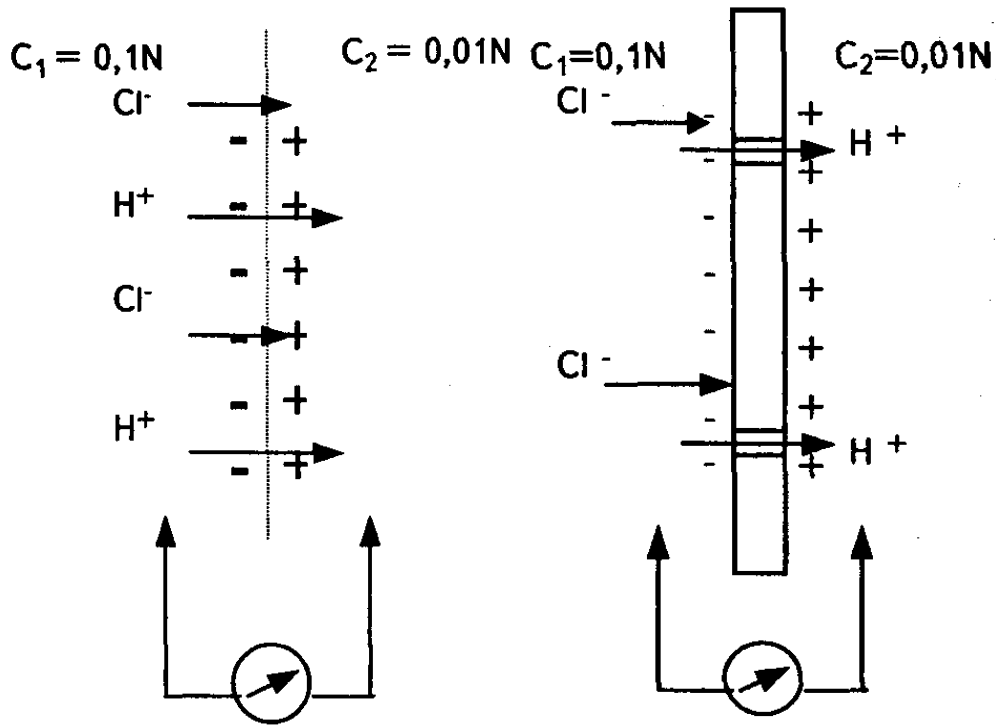 C₁ = 0,1N
C₂ = 0,01N
Cl⁻
- +
H⁺
- +
- +
Cl⁻
- +
- +
H⁺
- +
C₁=0,1N
C₂=0,01N
Cl⁻
- +
H⁺
- +
- +
- +
- +
Cl⁻
- +
H⁺
- +